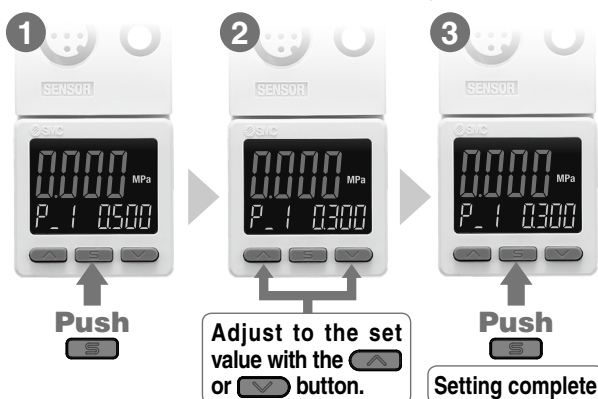 1
2
3
SENSOR
SENSOR
SENSOR
SMC
SMC
SMC
0.000 MPa
P_1 0.500
0.000 MPa
P_1 0.300
0.000 MPa
P_1 0.300
S
S
S
Push
S
Adjust to the set
value with the
or button.
Push
S
Setting complete